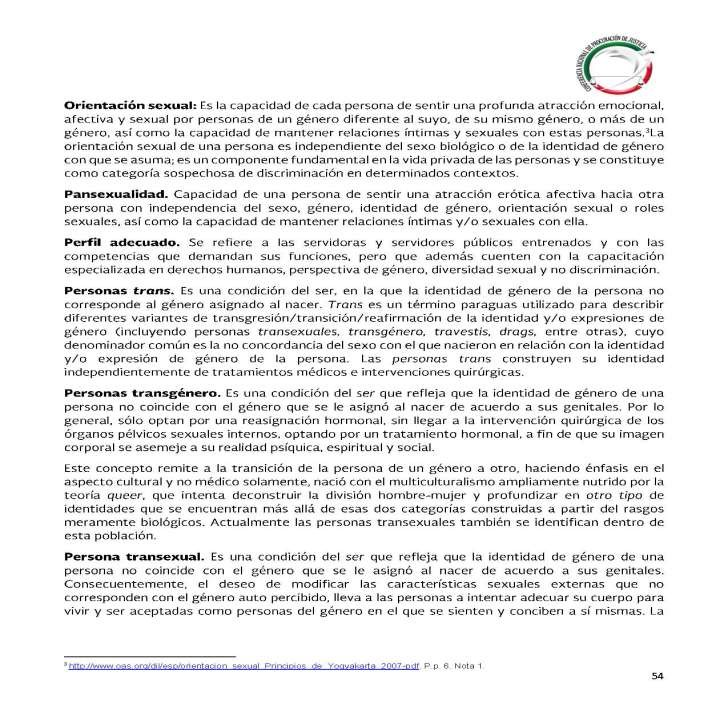 CONFERENCIA NACIONAL DE PROCURACIÓN DE JUSTICIA
Orientación sexual: Es la capacidad de cada persona de sentir una profunda atracción emocional,
afectiva y sexual por personas de un género diferente al suyo, de su mismo género, o más de un
género, así como la capacidad de mantener relaciones íntimas y sexuales con estas personas.³La
orientación sexual de una persona es independiente del sexo biológico o de la identidad de género
con que se asuma; es un componente fundamental en la vida privada de las personas y se constituye
como categoría sospechosa de discriminación en determinados contextos.
Pansexualidad. Capacidad de una persona de sentir una atracción erótica afectiva hacia otra
persona con independencia del sexo, género, identidad de género, orientación sexual o roles
sexuales, así como la capacidad de mantener relaciones íntimas y/o sexuales con ella.
Perfil adecuado. Se refiere a las servidoras y servidores públicos entrenados y con las
competencias que demandan sus funciones, pero que además cuenten con la capacitación
especializada en derechos humanos, perspectiva de género, diversidad sexual y no discriminación.
Personas trans. Es una condición del ser, en la que la identidad de género de la persona no
corresponde al género asignado al nacer. Trans es un término paraguas utilizado para describir
diferentes variantes de transgresión/transición/reafirmación de la identidad y/o expresiones de
género (incluyendo personas transexuales, transgénero, travestis, drags, entre otras), cuyo
denominador común es la no concordancia del sexo con el que nacieron en relación con la identidad
y/o expresión de género de la persona. Las personas trans construyen su identidad
independientemente de tratamientos médicos e intervenciones quirúrgicas.
Personas transgénero. Es una condición del ser que refleja que la identidad de género de una
persona no coincide con el género que se le asignó al nacer de acuerdo a sus genitales. Por lo
general, sólo optan por una reasignación hormonal, sin llegar a la intervención quirúrgica de los
órganos pélvicos sexuales internos, optando por un tratamiento hormonal, a fin de que su imagen
corporal se asemeje a su realidad psíquica, espiritual y social.
Este concepto remite a la transición de la persona de un género a otro, haciendo énfasis en el
aspecto cultural y no médico solamente, nació con el multiculturalismo ampliamente nutrido por la
teoría queer, que intenta deconstruir la división hombre-mujer y profundizar en otro tipo de
identidades que se encuentran más allá de esas dos categorías construidas a partir del rasgos
meramente biológicos. Actualmente las personas transexuales también se identifican dentro de
esta población.
Persona transexual. Es una condición del ser que refleja que la identidad de género de una
persona no coincide con el género que se le asignó al nacer de acuerdo a sus genitales.
Consecuentemente, el deseo de modificar las características sexuales externas que no
corresponden con el género auto percibido, lleva a las personas a intentar adecuar su cuerpo para
vivir y ser aceptadas como personas del género en el que se sienten y conciben a sí mismas. La
³ http://www.oas.org/dil/esp/orientacion_sexual_Principios_de_Yogyakarta_2007-pdf. P.p. 6. Nota 1.
54